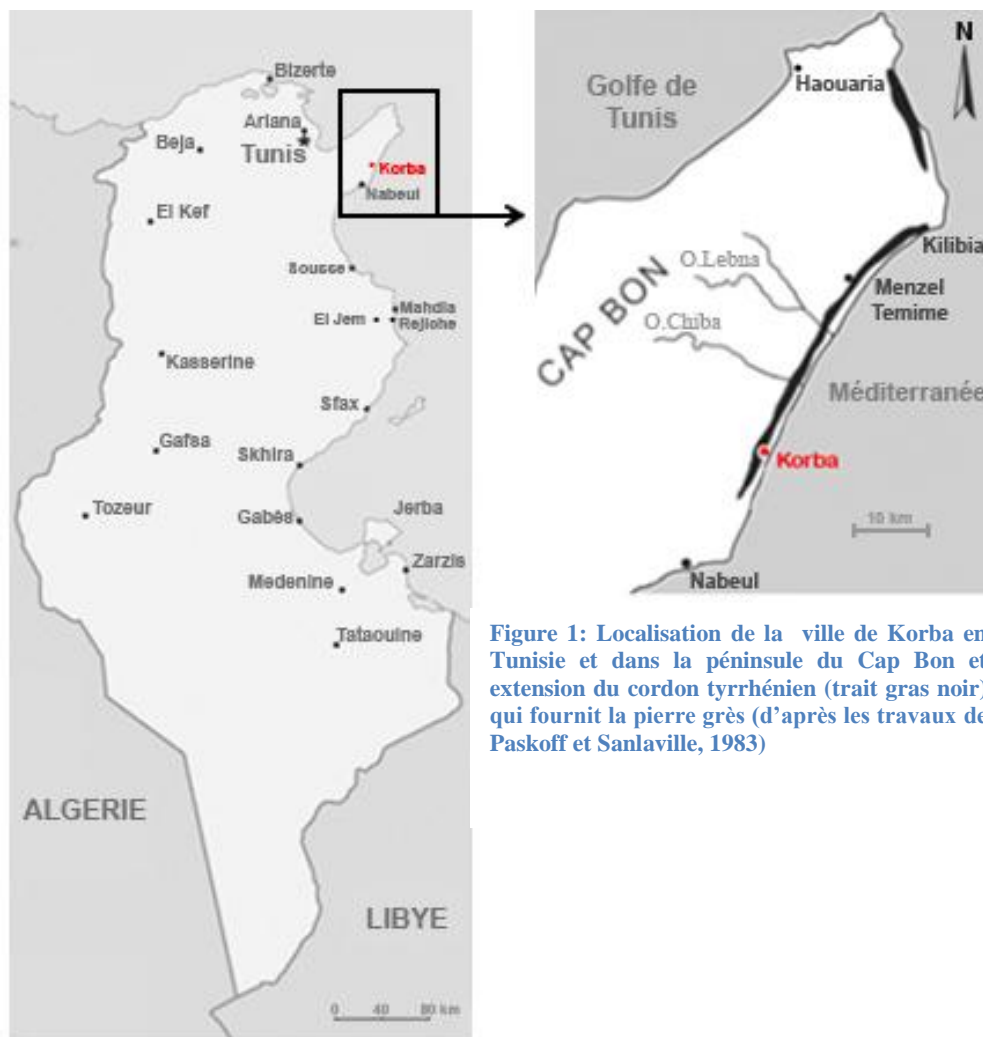 Bizerte
Ariana
Beja
Tunis
Korba
Nabeul
El Kef
Sousse
Mahdia
El Jem
Rejiche
Kasserine
Sfax
Gafsa
Skhira
Tozeur
Gabès
Jerba
Zarzis
Medenine
Tataouine
ALGERIE
LIBYE
0 40 80 km
N
Golfe de
Tunis
Haouaria
Kilibia
O.Lebna
Menzel
Temime
O.Chiba
CAP BON
Méditerranée
Korba
10 km
Nabeul
Figure 1: Localisation de la ville de Korba en
Tunisie et dans la péninsule du Cap Bon et
extension du cordon tyrrhénien (trait gras noir)
qui fournit la pierre grès (d’après les travaux de
Paskoff et Sanlaville, 1983)